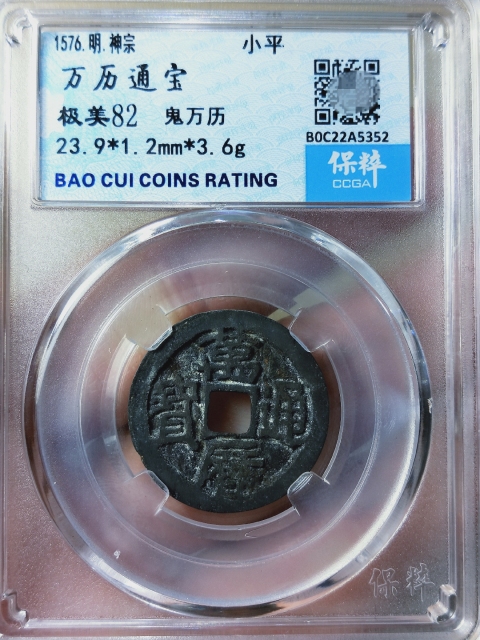 1576.明.神宗 小平
万历通宝
极美82 鬼万历
B0C22A5352
23.9*1.2mm*3.6g
保粹
CCGA
BAO CUI COINS RATING
萬曆通寶
保粹